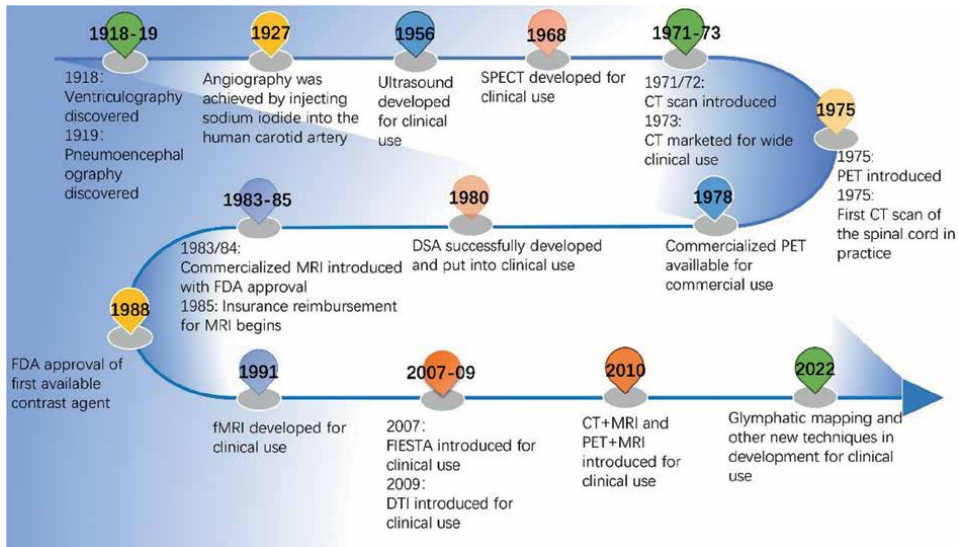 1918-19
1918:
Ventriculography
discovered
1919:
Pneumoencephal
ography
discovered
1927
Angiography was
achieved by injecting
sodium iodide into the
human carotid artery
1956
Ultrasound
developed
for clinical
use
1968
SPECT developed for
clinical use
1971-73
1971/72:
CT scan introduced
1973:
CT marketed for wide
clinical use
1975
1975:
PET introduced
1975:
First CT scan of
the spinal cord in
practice
1978
Commercialized PET
availlable for
commercial use
1980
DSA successfully developed
and put into clinical use
1983-85
1983/84:
Commercialized MRI introduced
with FDA approval
1985: Insurance reimbursement
for MRI begins
1988
FDA approval of
first available
contrast agent
1991
fMRI developed for
clinical use
2007-09
2007:
FIESTA introduced for
clinical use
2009:
DTI introduced for
clinical use
2010
CT+MRI and
PET+MRI
introduced for
clinical use
2022
Glymphatic mapping and
other new techniques in
development for clinical
use